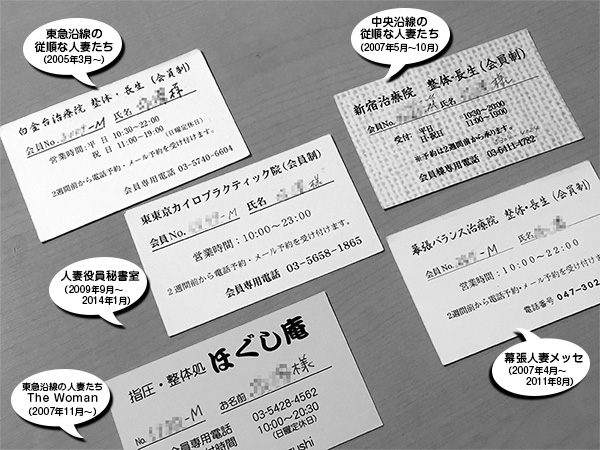 東急沿線の
従順な人妻たち
(2005年3月〜)
白金台治療院 整体・長生(会員制)
会員No. -M 氏名 様
営業時間:平日 10:30~22:00
祝日 11:00~19:00 (日曜定休日)
2週間前から電話予約・メール予約を受け付けます。
会員専用電話 03-5740-6604
中央沿線の
従順な人妻たち
(2007年5月〜10月)
新宿治療院 整体・長生(会員制)
会員No. -M 氏名 様
受付: 平日 10:30~20:00
日・祝日 11:00~19:00
※予約は2週間前から承ります。
会員様専用電話 03-6411-4782
東東京カイロプラクティック院(会員制)
会員No. -M 氏名 様
営業時間:10:00~23:00
2週間前から電話予約・メール予約を受け付けます。
会員専用電話 03-5658-1865
人妻役員秘書室
(2009年9月〜
2014年1月)
幕張バランス治療院 整体・長生(会員制)
会員No. -M 氏名
営業時間:10:00~22:00
2週間前から電話予約・メール予約を受け付けます。
電話番号 047-302
幕張人妻メッセ
(2007年4月〜
2011年8月)
東急沿線の人妻たち
The Woman
(2007年11月〜)
指圧・整体処 ほぐし庵
No. -M お名前 様
会員専用電話 03-5428-4562
付時間 10:00~20:30
(日曜定休日)
ushi